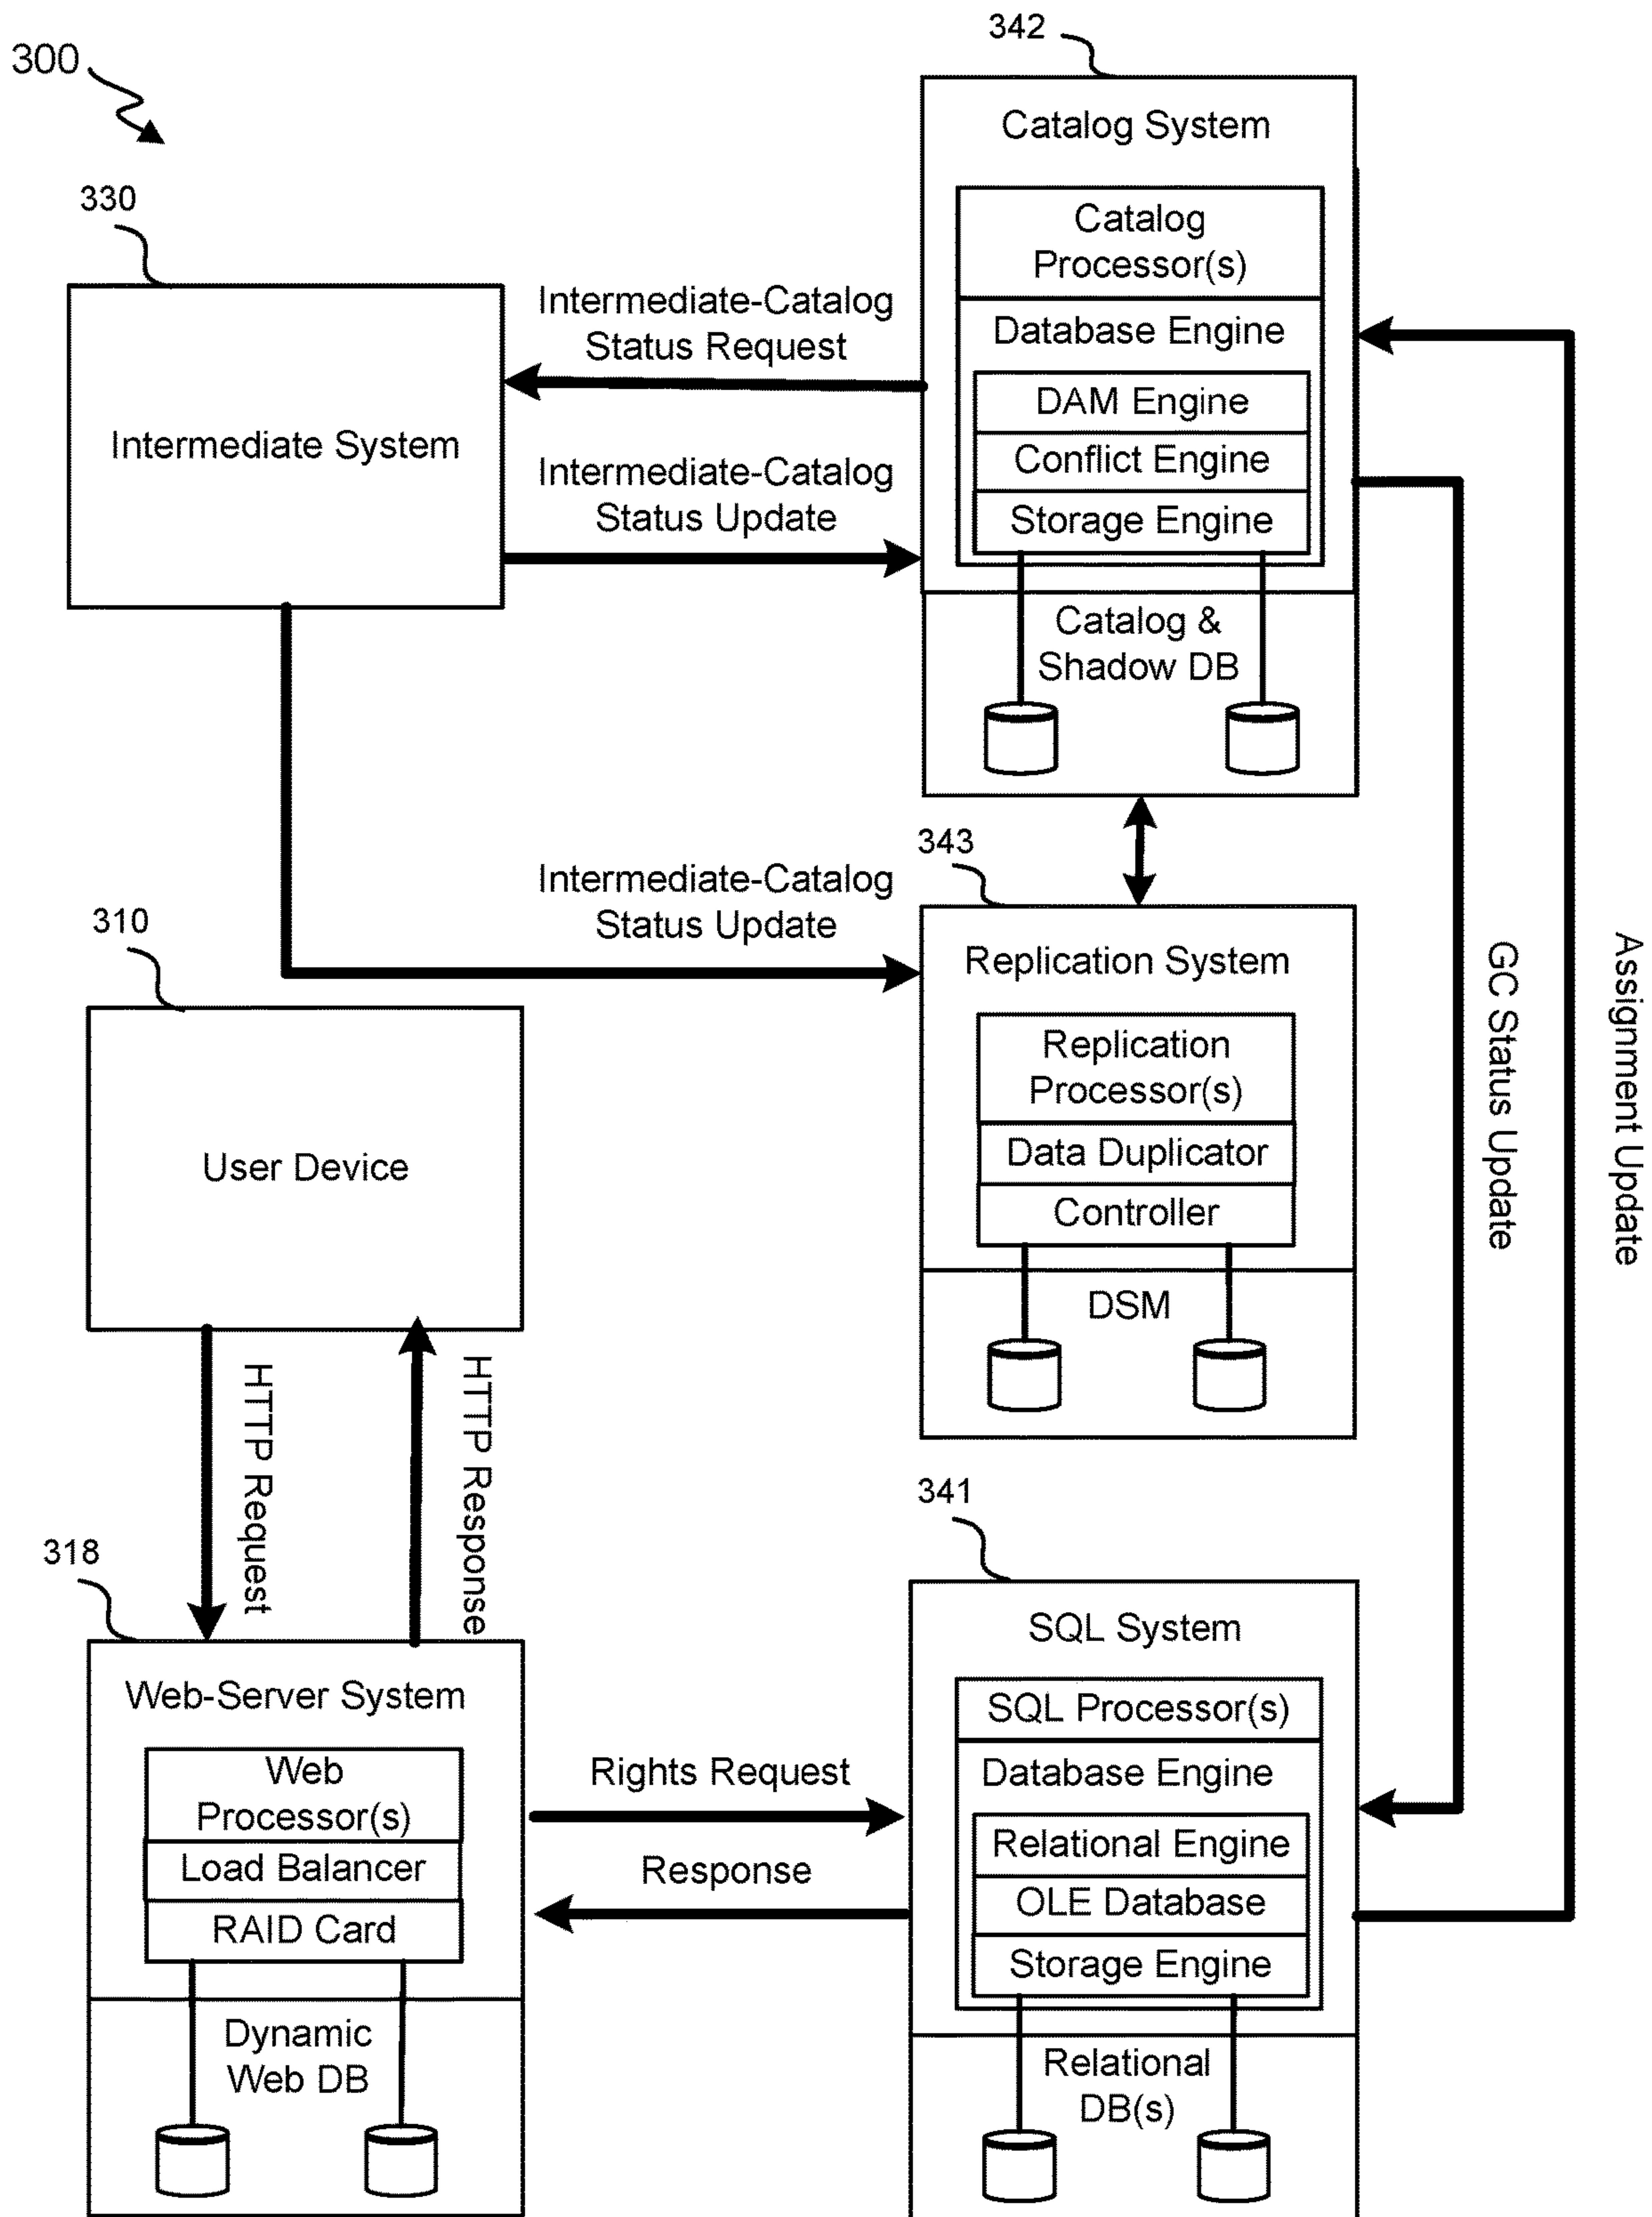 300
342
Catalog System
Catalog
Processor(s)
Database Engine
DAM Engine
Conflict Engine
Storage Engine
Catalog &
Shadow DB
330
Intermediate System
Intermediate-Catalog
Status Request
Intermediate-Catalog
Status Update
Intermediate-Catalog
Status Update
343
Replication System
Replication
Processor(s)
Data Duplicator
Controller
DSM
GC Status Update
Assignment Update
310
User Device
HTTP Request
HTTP Response
318
Web-Server System
Web
Processor(s)
Load Balancer
RAID Card
Dynamic
Web DB
Rights Request
Response
341
SQL System
SQL Processor(s)
Database Engine
Relational Engine
OLE Database
Storage Engine
Relational
DB(s)